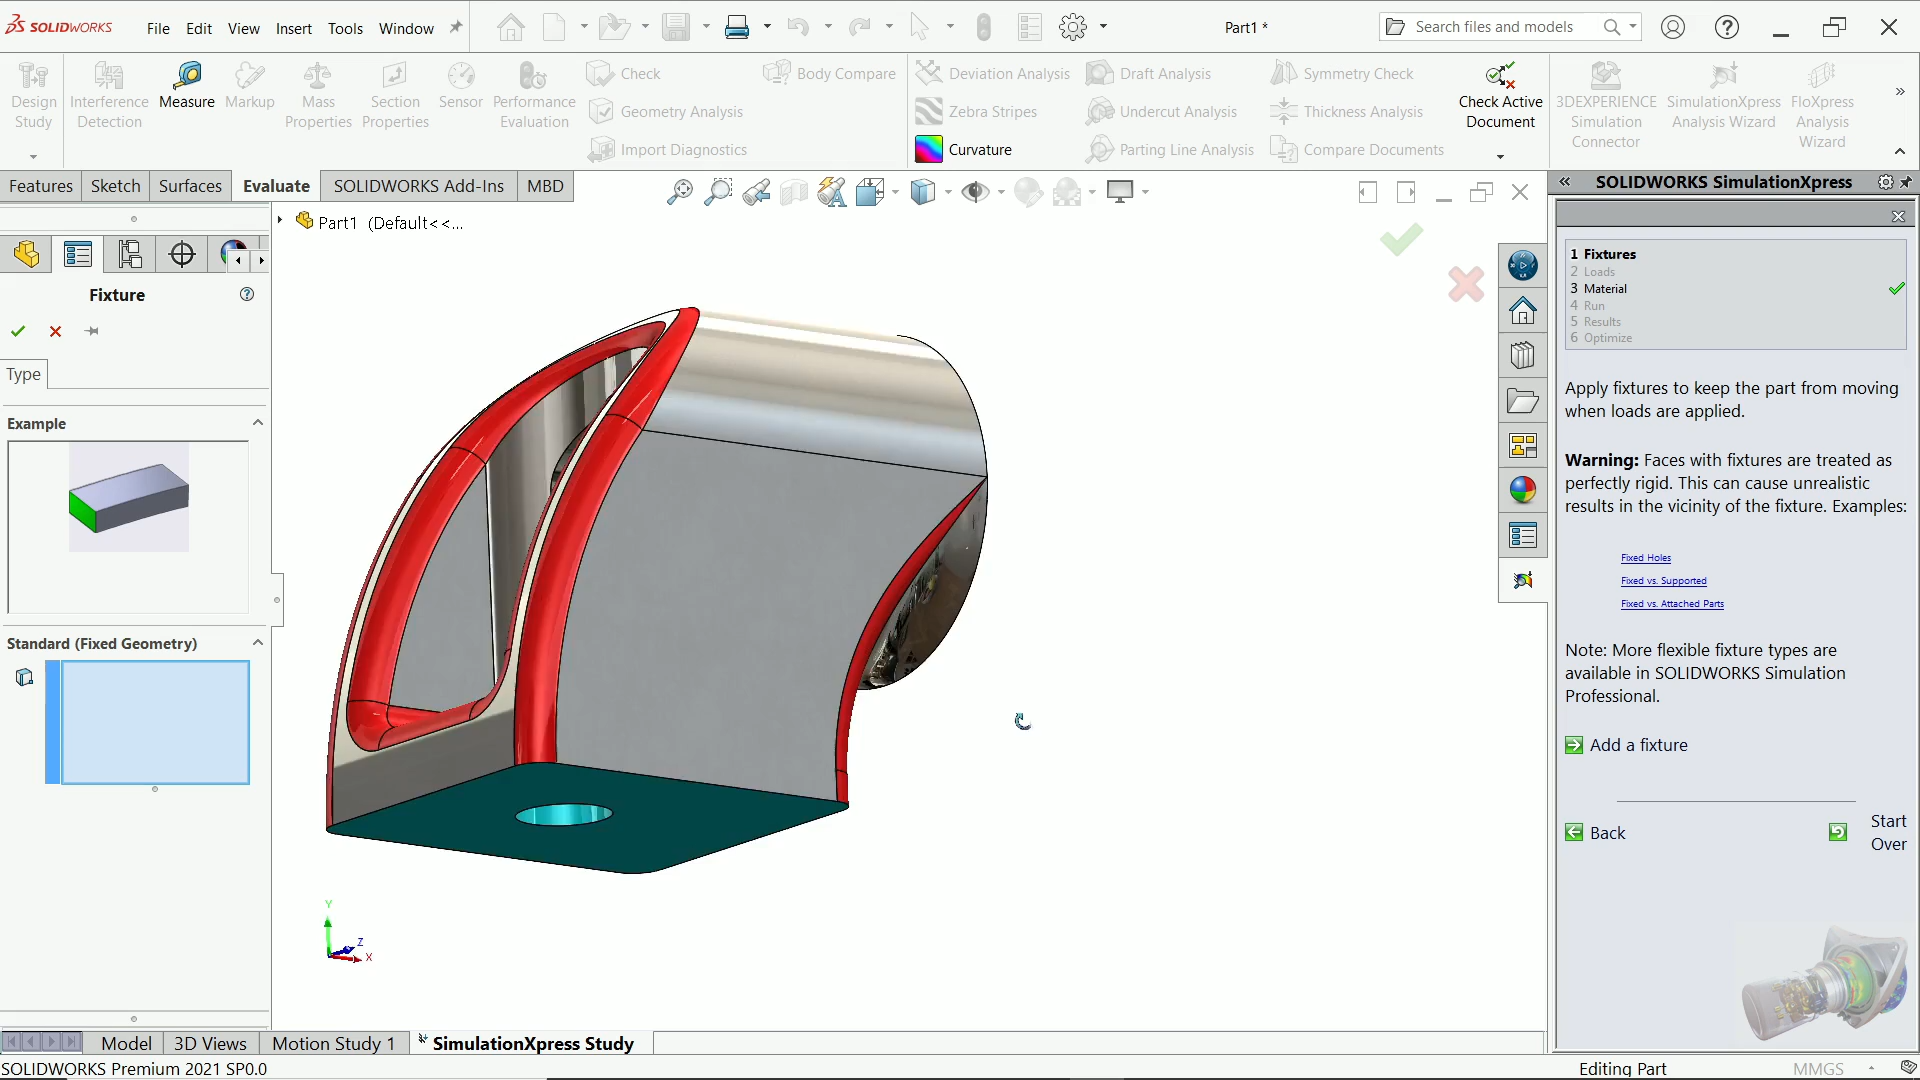 SOLIDWORKS
File Edit View Insert Tools Window
Part1 *
Search files and models
Design Study
Interference Detection
Measure
Markup
Mass Properties
Section Properties
Sensor
Performance Evaluation
Check
Geometry Analysis
Import Diagnostics
Body Compare
Deviation Analysis
Zebra Stripes
Curvature
Draft Analysis
Undercut Analysis
Parting Line Analysis
Symmetry Check
Thickness Analysis
Compare Documents
Check Active Document
3DEXPERIENCE Simulation Connector
SimulationXpress Analysis Wizard
FloXpress Analysis Wizard
Features Sketch Surfaces Evaluate SOLIDWORKS Add-Ins MBD
Part1 (Default<<...
Fixture
Type
Example
Standard (Fixed Geometry)
Y
Z
X
SOLIDWORKS SimulationXpress
1 Fixtures
2 Loads
3 Material
4 Run
5 Results
6 Optimize
Apply fixtures to keep the part from moving
when loads are applied.
Warning: Faces with fixtures are treated as
perfectly rigid. This can cause unrealistic
results in the vicinity of the fixture. Examples:
Fixed Holes
Fixed vs. Supported
Fixed vs. Attached Parts
Note: More flexible fixture types are
available in SOLIDWORKS Simulation
Professional.
Add a fixture
Back
Start
Over
Model 3D Views Motion Study 1 SimulationXpress Study
SOLIDWORKS Premium 2021 SP0.0
Editing Part
MMGS